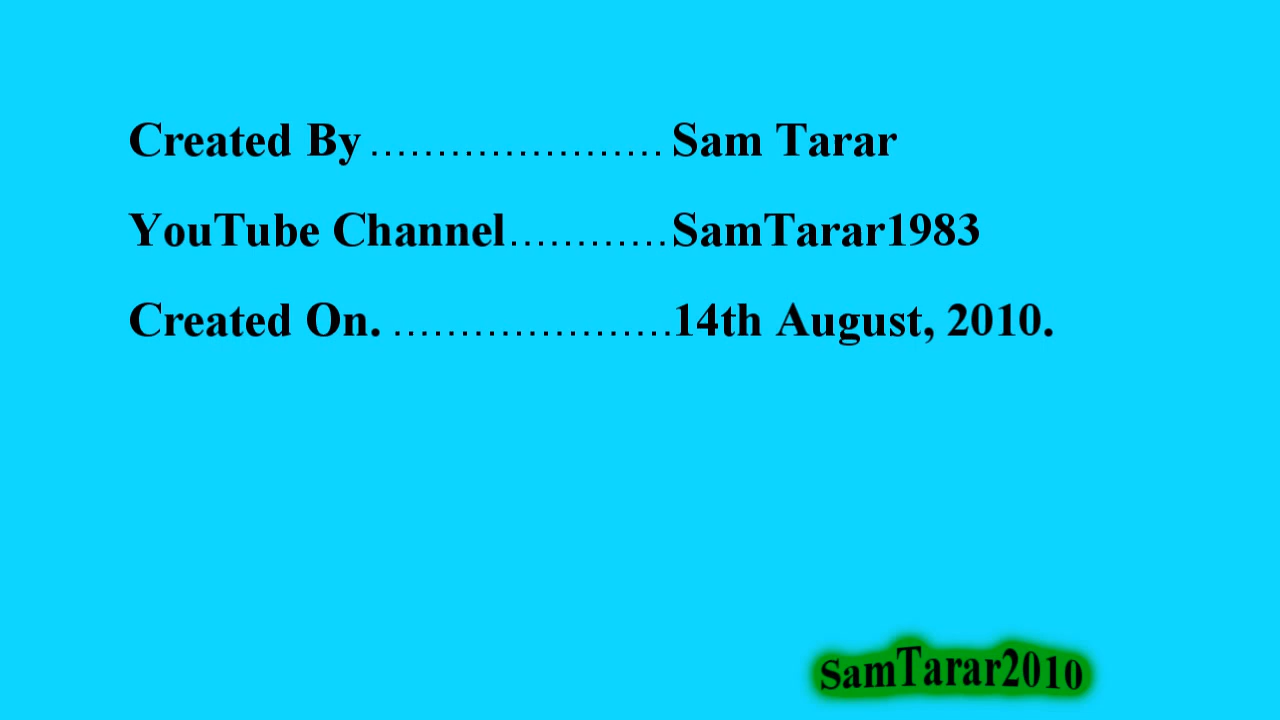 Created By ...................... Sam Tarar
YouTube Channel............SamTarar1983
Created On. .....................14th August, 2010.
SamTarar2010